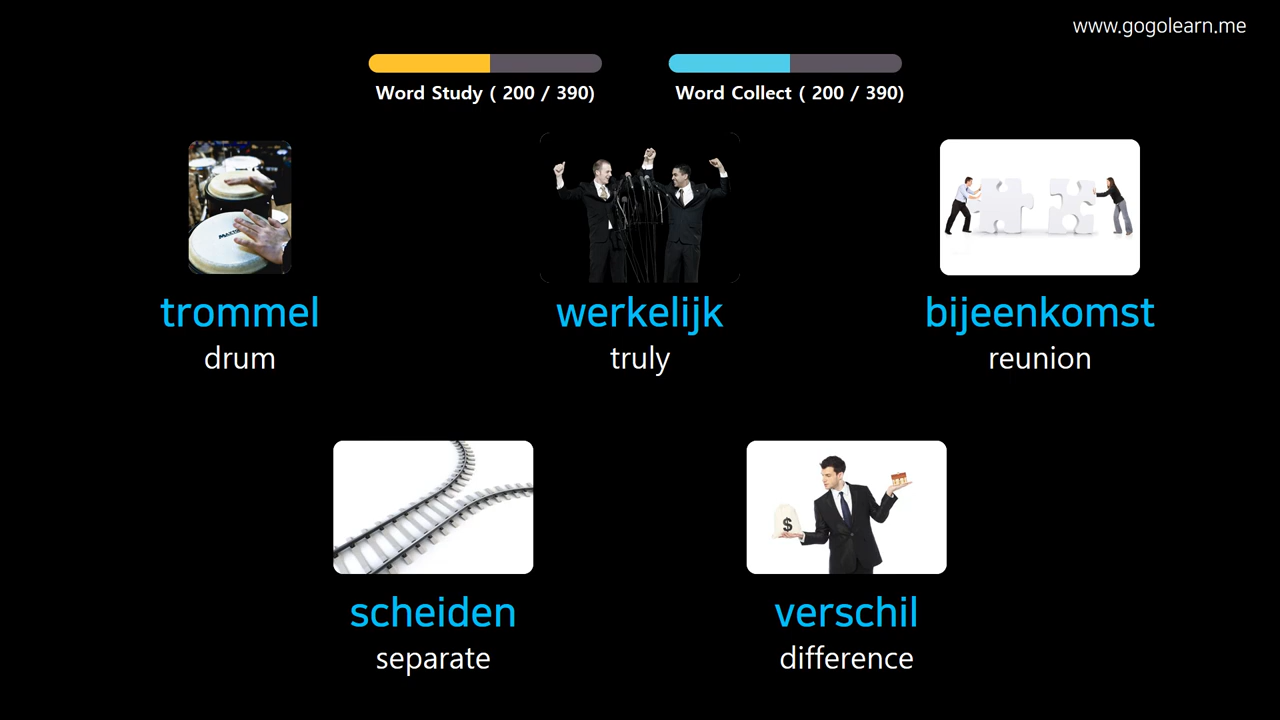 www.gogolearn.me
Word Study ( 200 / 390)
Word Collect ( 200 / 390)
trommel
werkelijk
bijeenkomst
drum
truly
reunion
$
scheiden
verschil
separate
difference